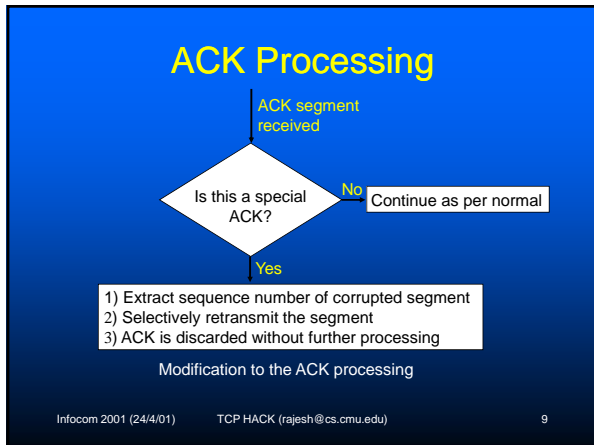 ACK Processing
ACK segment
received
Is this a special
ACK?
No
Continue as per normal
Yes
1) Extract sequence number of corrupted segment
2) Selectively retransmit the segment
3) ACK is discarded without further processing
Modification to the ACK processing
Infocom 2001 (24/4/01) TCP HACK (rajesh@cs.cmu.edu) 9